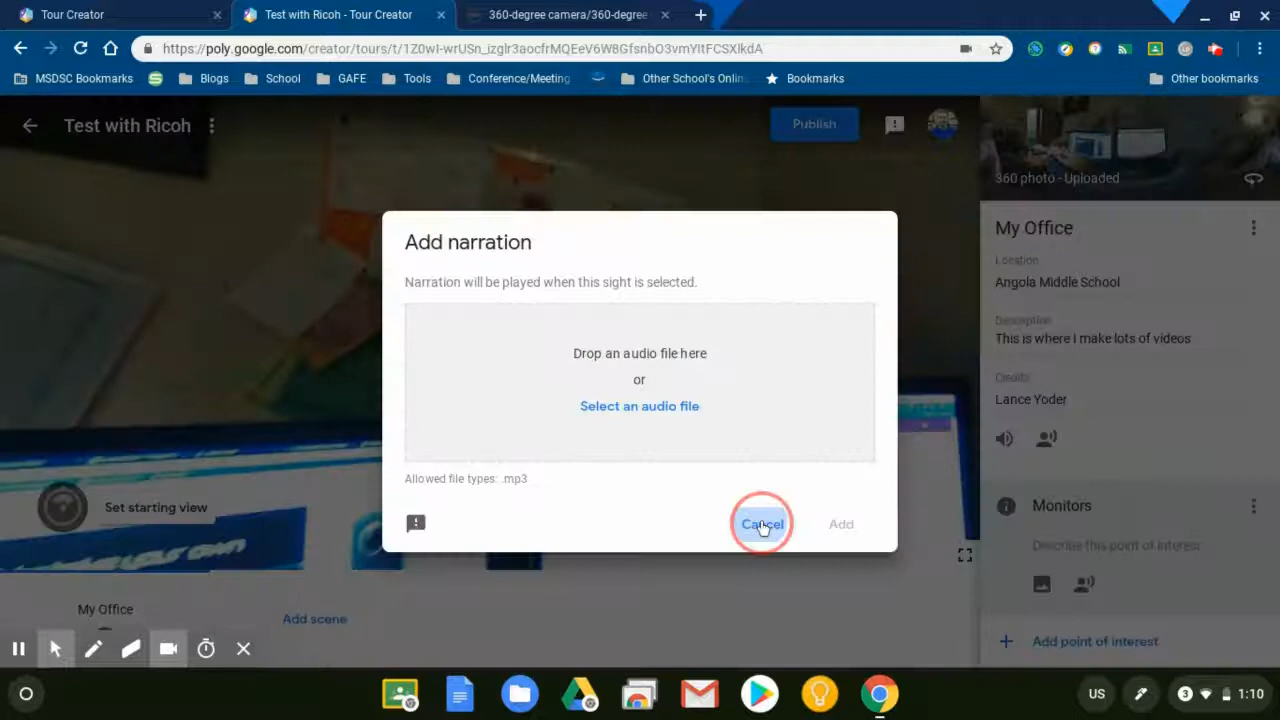 Tour Creator
Test with Ricoh - Tour Creator
360-degree camera/360-degree
https://poly.google.com/creator/tours/t/1Z0wI-wrUSn_izglr3aocfrMQEeV6W8GfsnbO3vmYItFCSXlkdA
MSDSC Bookmarks
Blogs
School
GAFE
Tools
Conference/Meeting
Other School's Onlin
Bookmarks
Other bookmarks
Test with Ricoh
Publish
360 photo - Uploaded
Add narration
Narration will be played when this sight is selected.
Drop an audio file here
or
Select an audio file
Allowed file types: .mp3
Cancel
Add
My Office
Location
Angola Middle School
Description
This is where I make lots of videos
Credits
Lance Yoder
Monitors
Describe this point of interest
Add point of interest
Set starting view
My Office
Add scene
US
3
1:10